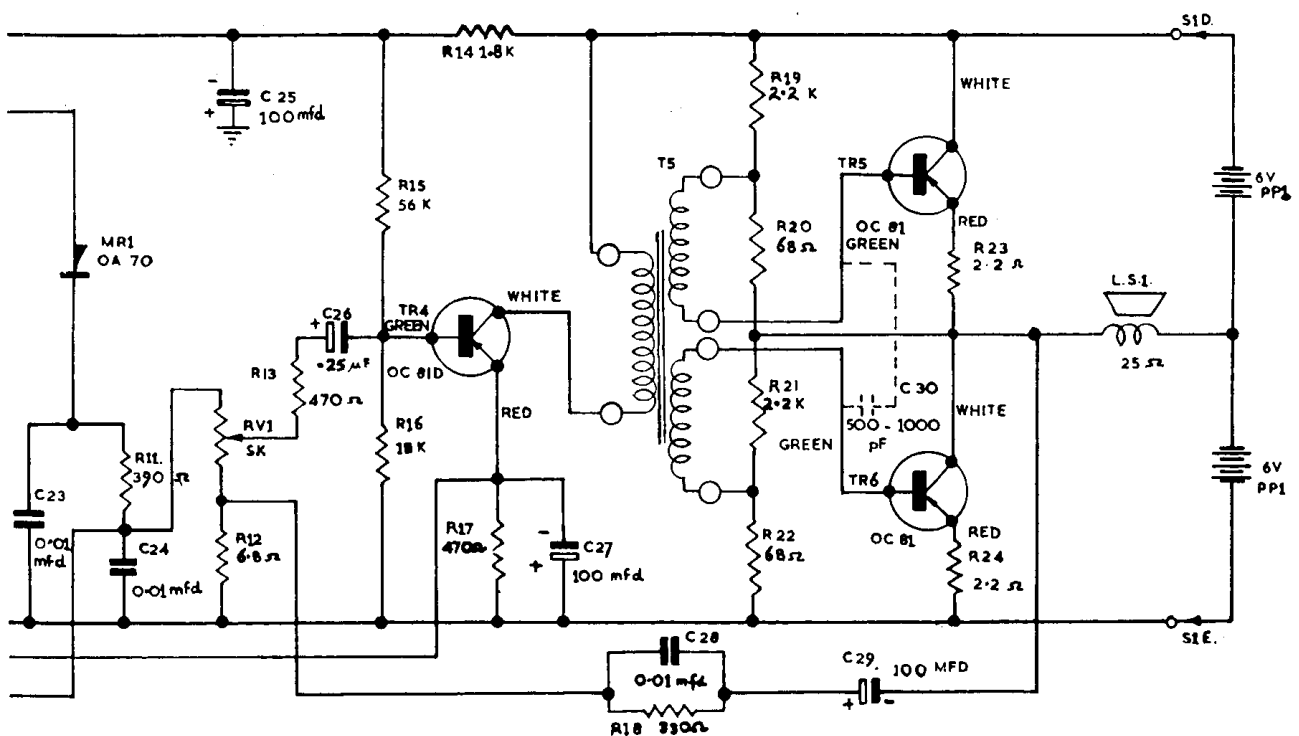 S1D.
R14 1.8K
- C 25
+ 100 mfd
R19
2.2 K
WHITE
T5
TR5
6V
PP1
R15
56 K
MR1
OA 70
R20
68 Ω
OC 81
GREEN
RED
R23
2.2 Ω
L.S.1.
25 Ω
WHITE
TR4
GREEN
+ C26
.25 µF
OC 81D
R13
470 Ω
RED
R21
2.2K
C 30
500 - 1000
pF
WHITE
GREEN
RV1
5K
R16
18 K
R11.
390 Ω
TR6
6V
PP1
C23
0.01
mfd
C24
0.01 mfd
R12
6.8 Ω
R17
470Ω
- C27
+ 100 mfd
R22
68Ω
OC 81
RED
R24
2.2 Ω
S1E.
C28
0.01 mfd
R18 330Ω
C29. 100 MFD
+ -